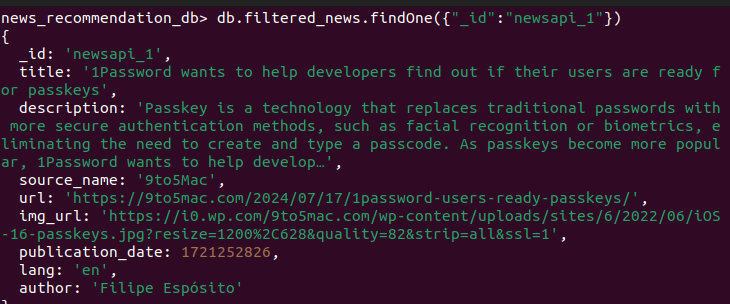 news_recommendation_db> db.filtered_news.findOne({"_id":"newsapi_1"})
{
  _id: 'newsapi_1',
  title: '1Password wants to help developers find out if their users are ready f
or passkeys',
  description: 'Passkey is a technology that replaces traditional passwords with
 more secure authentication methods, such as facial recognition or biometrics, e
liminating the need to create and type a passcode. As passkeys become more popul
ar, 1Password wants to help develop…',
  source_name: '9to5Mac',
  url: 'https://9to5mac.com/2024/07/17/1password-users-ready-passkeys/',
  img_url: 'https://i0.wp.com/9to5mac.com/wp-content/uploads/sites/6/2022/06/iOS
-16-passkeys.jpg?resize=1200%2C628&quality=82&strip=all&ssl=1',
  publication_date: 1721252826,
  lang: 'en',
  author: 'Filipe Espósito'